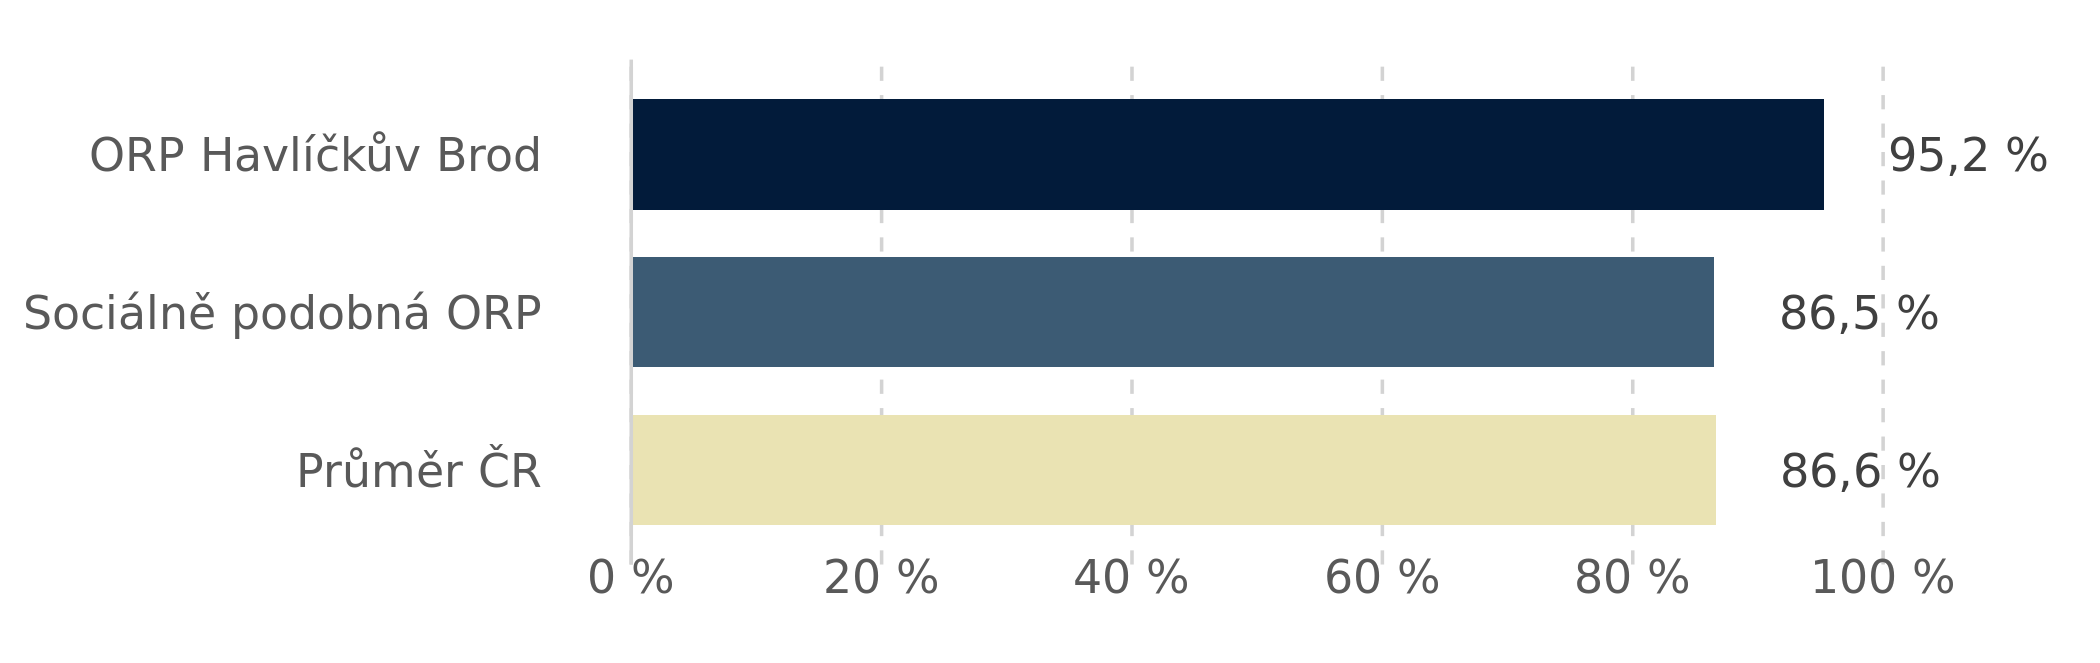 ORP Havlíčkův Brod 95,2 %
Sociálně podobná ORP 86,5 %
Průměr ČR 86,6 %
0 % 20 % 40 % 60 % 80 % 100 %